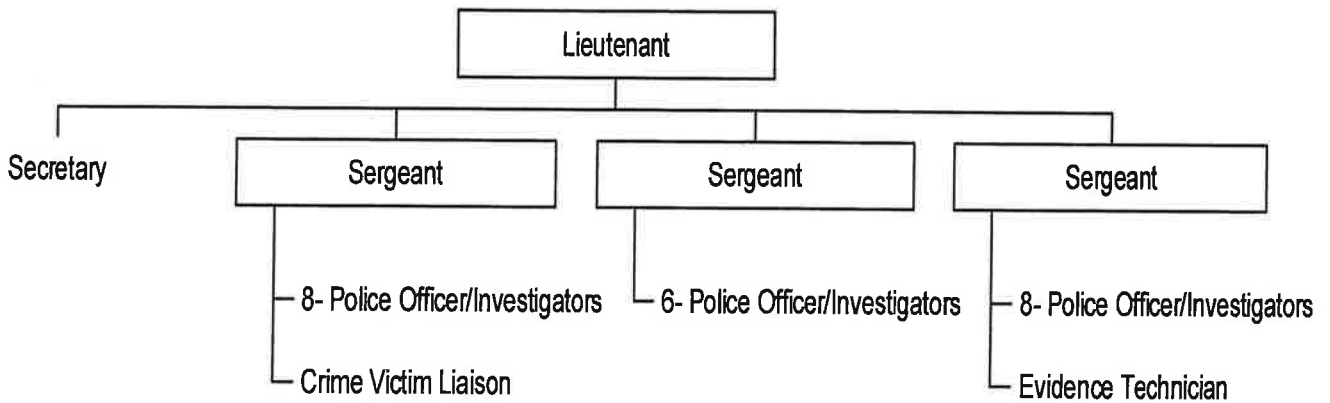 Lieutenant
Secretary
Sergeant
Sergeant
Sergeant
8- Police Officer/Investigators
6- Police Officer/Investigators
8- Police Officer/Investigators
Crime Victim Liaison
Evidence Technician